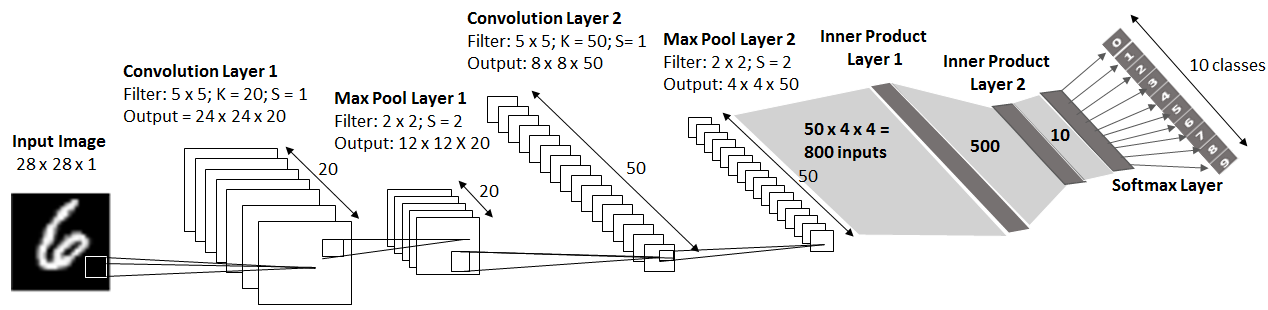 Input Image
28 x 28 x 1
Convolution Layer 1
Filter: 5 x 5; K = 20; S = 1
Output = 24 x 24 x 20
20
Max Pool Layer 1
Filter: 2 x 2; S = 2
Output: 12 x 12 X 20
20
Convolution Layer 2
Filter: 5 x 5; K = 50; S= 1
Output: 8 x 8 x 50
50
Max Pool Layer 2
Filter: 2 x 2; S = 2
Output: 4 x 4 x 50
50
Inner Product
Layer 1
50 x 4 x 4 =
800 inputs
500
Inner Product
Layer 2
10
0 1 2 3 4 5 6 7 8 9
10 classes
Softmax Layer
6